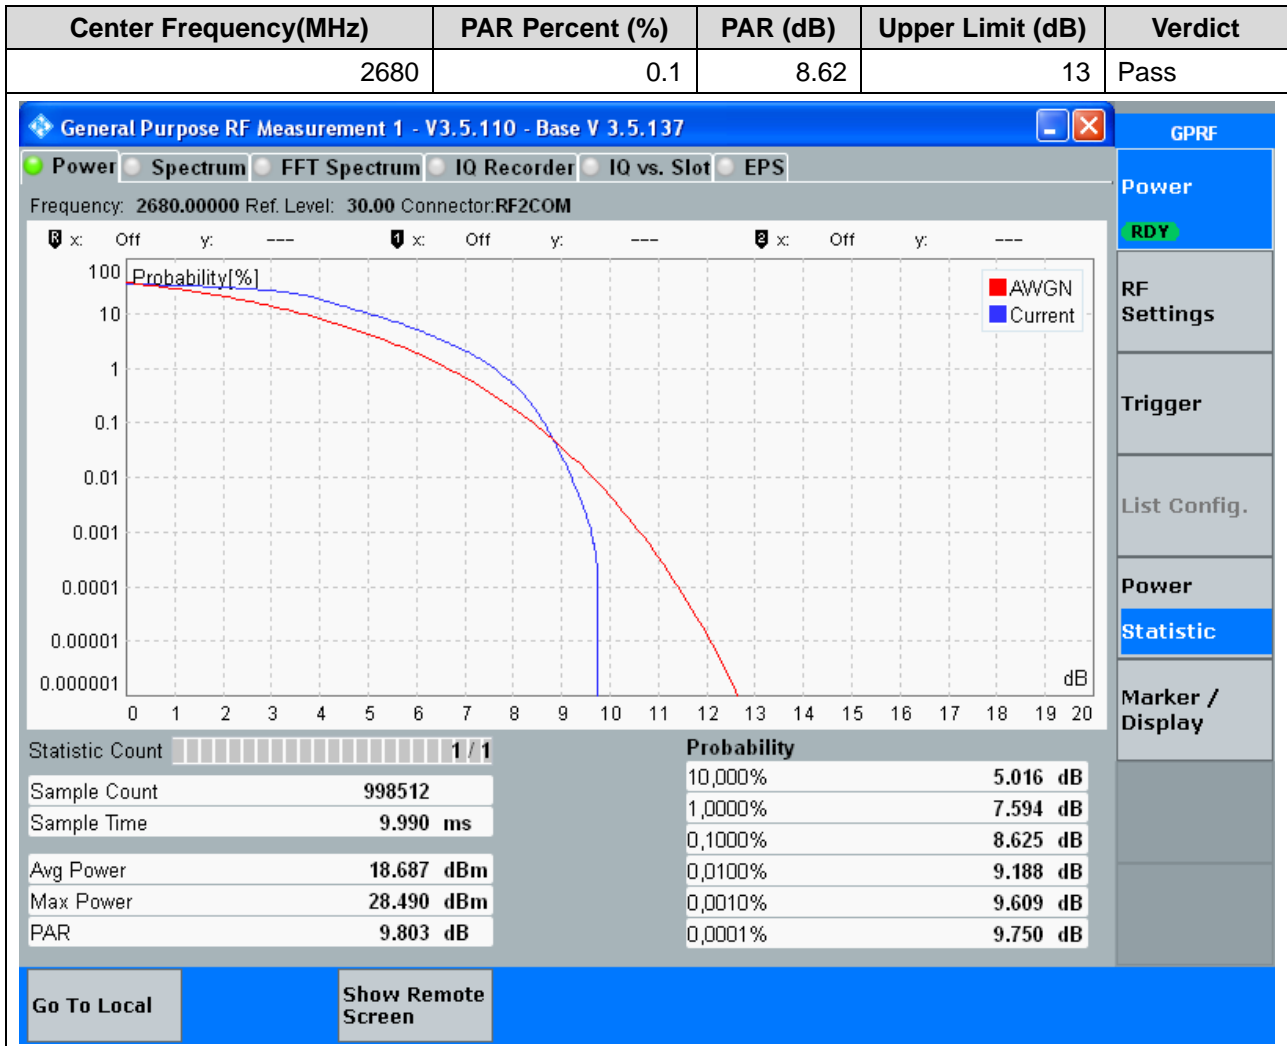 Center Frequency(MHz) PAR Percent (%) PAR (dB) Upper Limit (dB) Verdict
2680 0.1 8.62 13 Pass
General Purpose RF Measurement 1 - V3.5.110 - Base V 3.5.137
GPRF
Power Spectrum FFT Spectrum IQ Recorder IQ vs. Slot EPS
Frequency: 2680.00000 Ref. Level: 30.00 Connector:RF2COM
R x: Off y: --- 1 x: Off y: --- 2 x: Off y: ---
Probability[%]
AWGN
Current
100
10
1
0.1
0.01
0.001
0.0001
0.00001
0.000001
dB
0 1 2 3 4 5 6 7 8 9 10 11 12 13 14 15 16 17 18 19 20
Statistic Count 1 / 1
Sample Count 998512
Sample Time 9.990 ms
Avg Power 18.687 dBm
Max Power 28.490 dBm
PAR 9.803 dB
Probability
10,000% 5.016 dB
1,0000% 7.594 dB
0,1000% 8.625 dB
0,0100% 9.188 dB
0,0010% 9.609 dB
0,0001% 9.750 dB
Power
RDY
RF
Settings
Trigger
List Config.
Power
Statistic
Marker /
Display
Go To Local
Show Remote
Screen